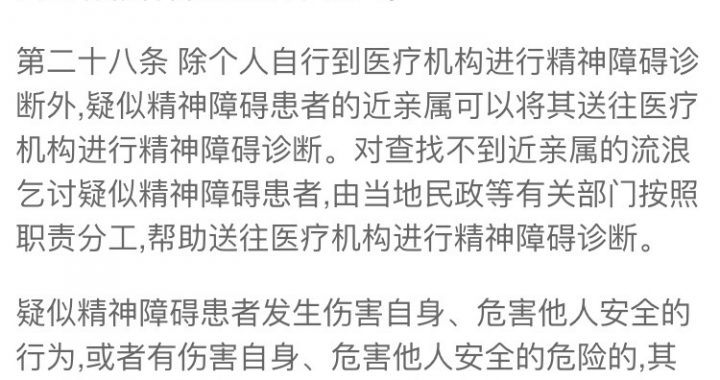 第二十八条 除个人自行到医疗机构进行精神障碍诊
断外,疑似精神障碍患者的近亲属可以将其送往医疗
机构进行精神障碍诊断。对查找不到近亲属的流浪
乞讨疑似精神障碍患者,由当地民政等有关部门按照
职责分工,帮助送往医疗机构进行精神障碍诊断。
疑似精神障碍患者发生伤害自身、危害他人安全的
行为,或者有伤害自身、危害他人安全的危险的,其